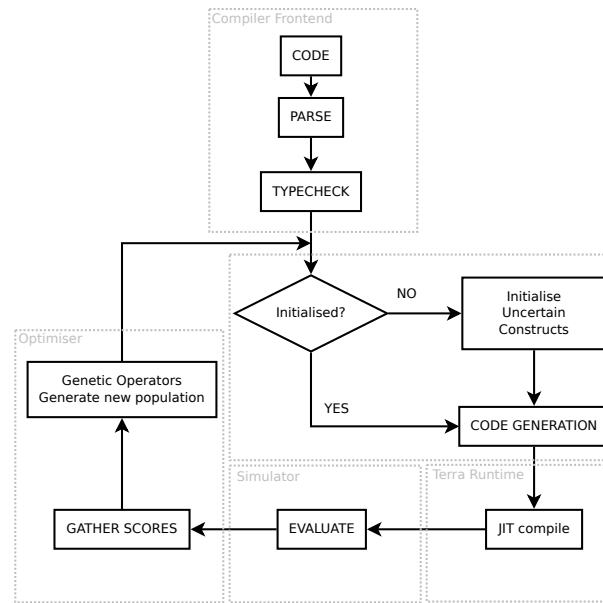 Compiler Frontend
CODE
PARSE
TYPECHECK
Initialised?
NO
Initialise
Uncertain
Constructs
YES
CODE GENERATION
Optimiser
Genetic Operators
Generate new population
GATHER SCORES
Simulator
EVALUATE
Terra Runtime
JIT compile